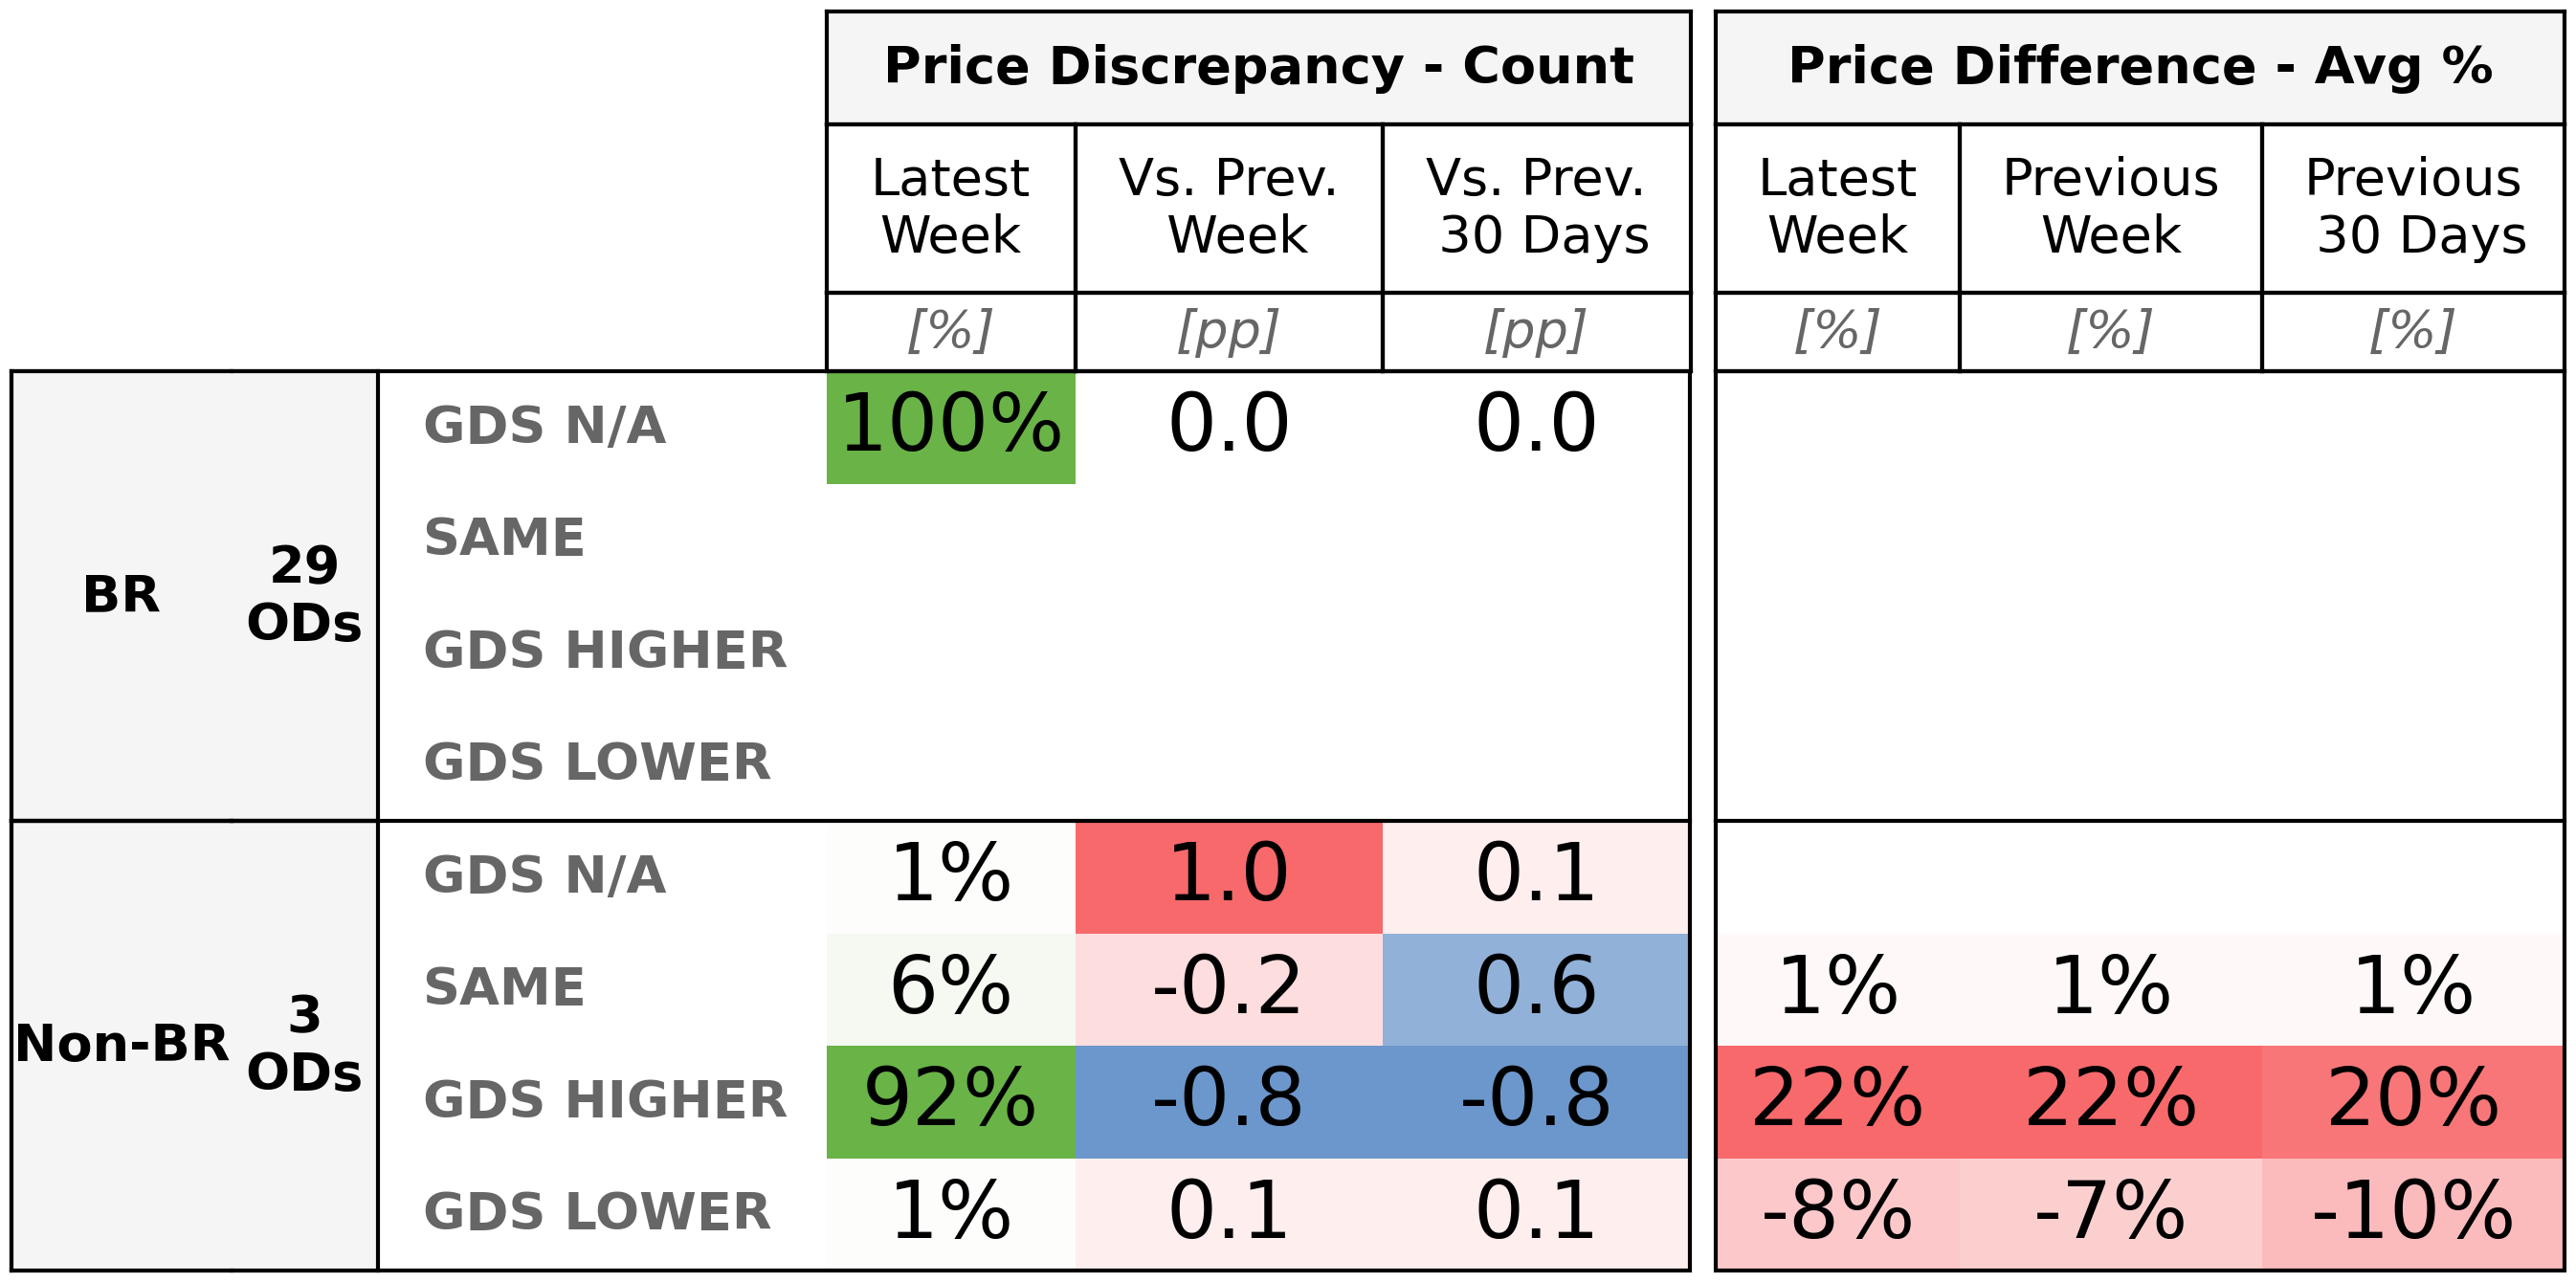 Price Discrepancy - Count
Price Difference - Avg %
Latest Week
Vs. Prev. Week
Vs. Prev. 30 Days
Latest Week
Previous Week
Previous 30 Days
[%] [pp] [pp] [%] [%] [%]
BR
29 ODs
GDS N/A 100% 0.0 0.0
SAME
GDS HIGHER
GDS LOWER
Non-BR
3 ODs
GDS N/A 1% 1.0 0.1
SAME 6% -0.2 0.6 1% 1% 1%
GDS HIGHER 92% -0.8 -0.8 22% 22% 20%
GDS LOWER 1% 0.1 0.1 -8% -7% -10%